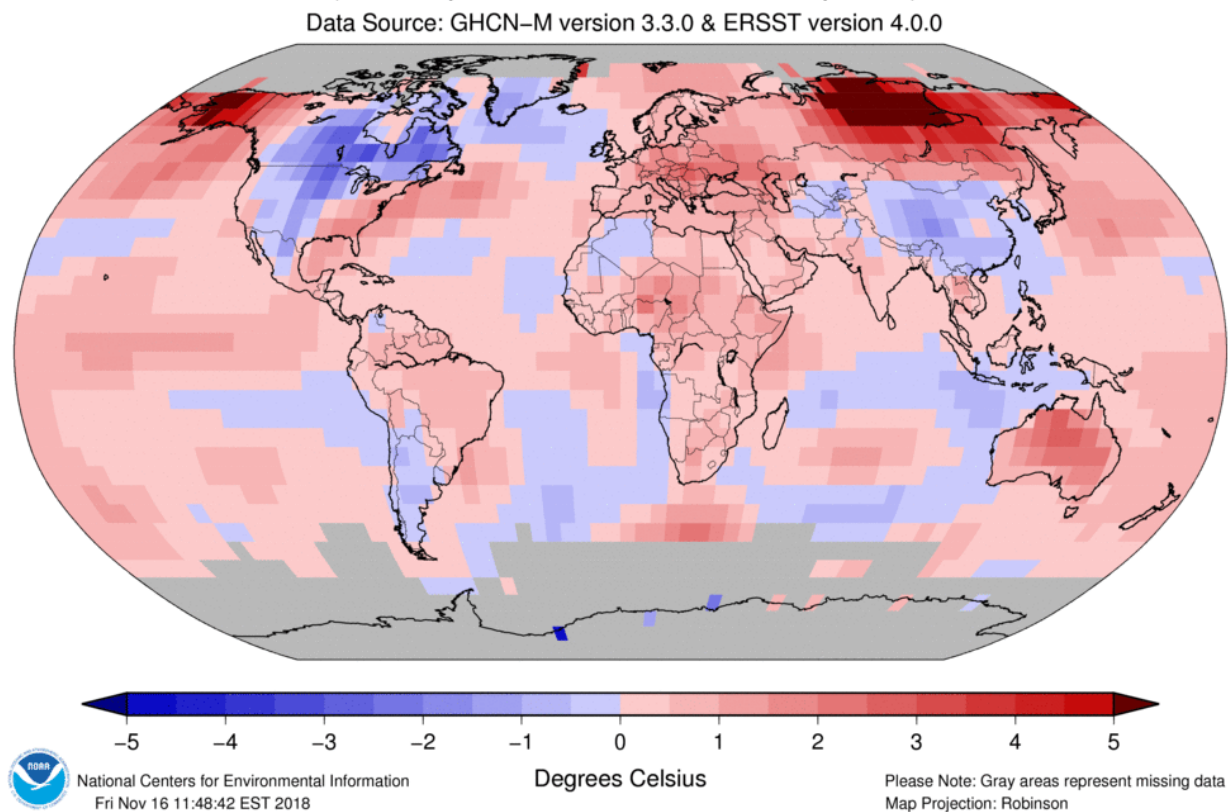 Data Source: GHCN−M version 3.3.0 & ERSST version 4.0.0
−5 −4 −3 −2 −1 0 1 2 3 4 5
Degrees Celsius
NOAA
National Centers for Environmental Information
Fri Nov 16 11:48:42 EST 2018
Please Note: Gray areas represent missing data
Map Projection: Robinson